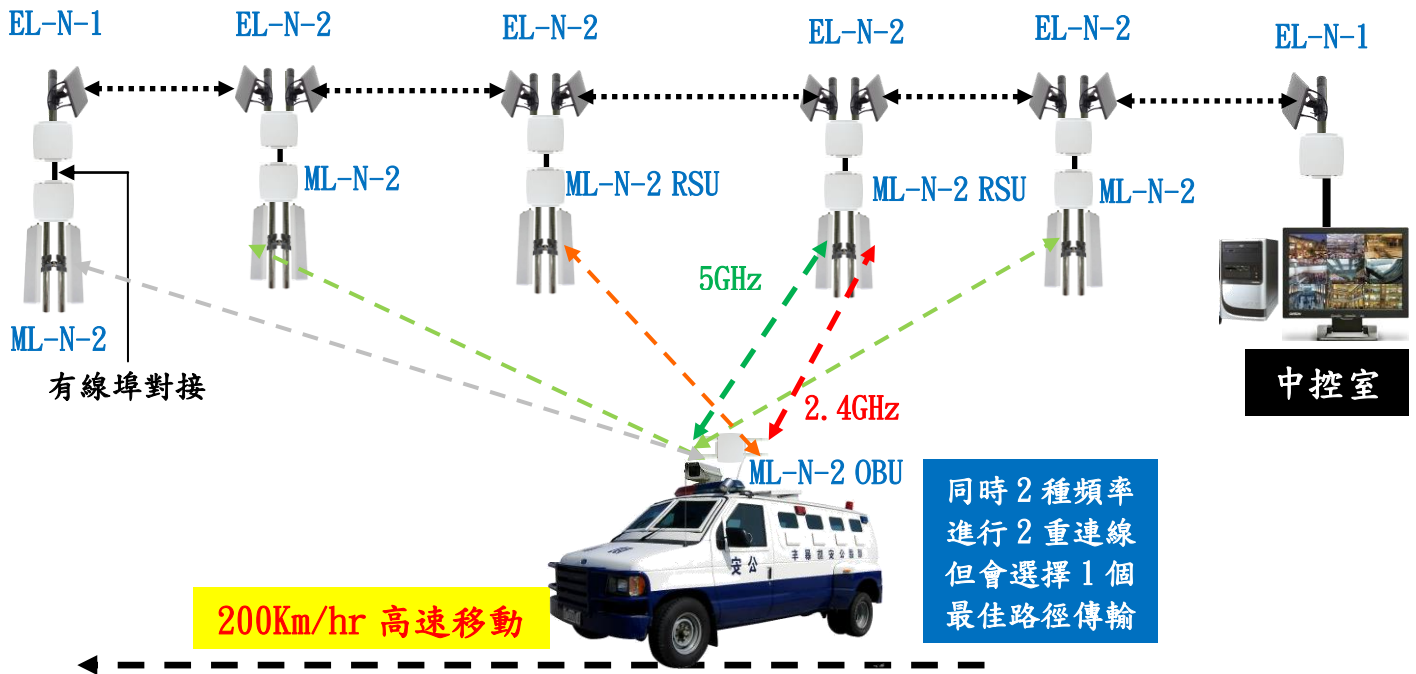 EL-N-1
EL-N-2
EL-N-2
EL-N-2
EL-N-2
EL-N-1
ML-N-2
ML-N-2 RSU
ML-N-2 RSU
ML-N-2
5GHz
ML-N-2
有線埠對接
2.4GHz
中控室
ML-N-2 OBU
同時2種頻率
進行2重連線
但會選擇1個
最佳路徑傳輸
公安
200Km/hr 高速移動